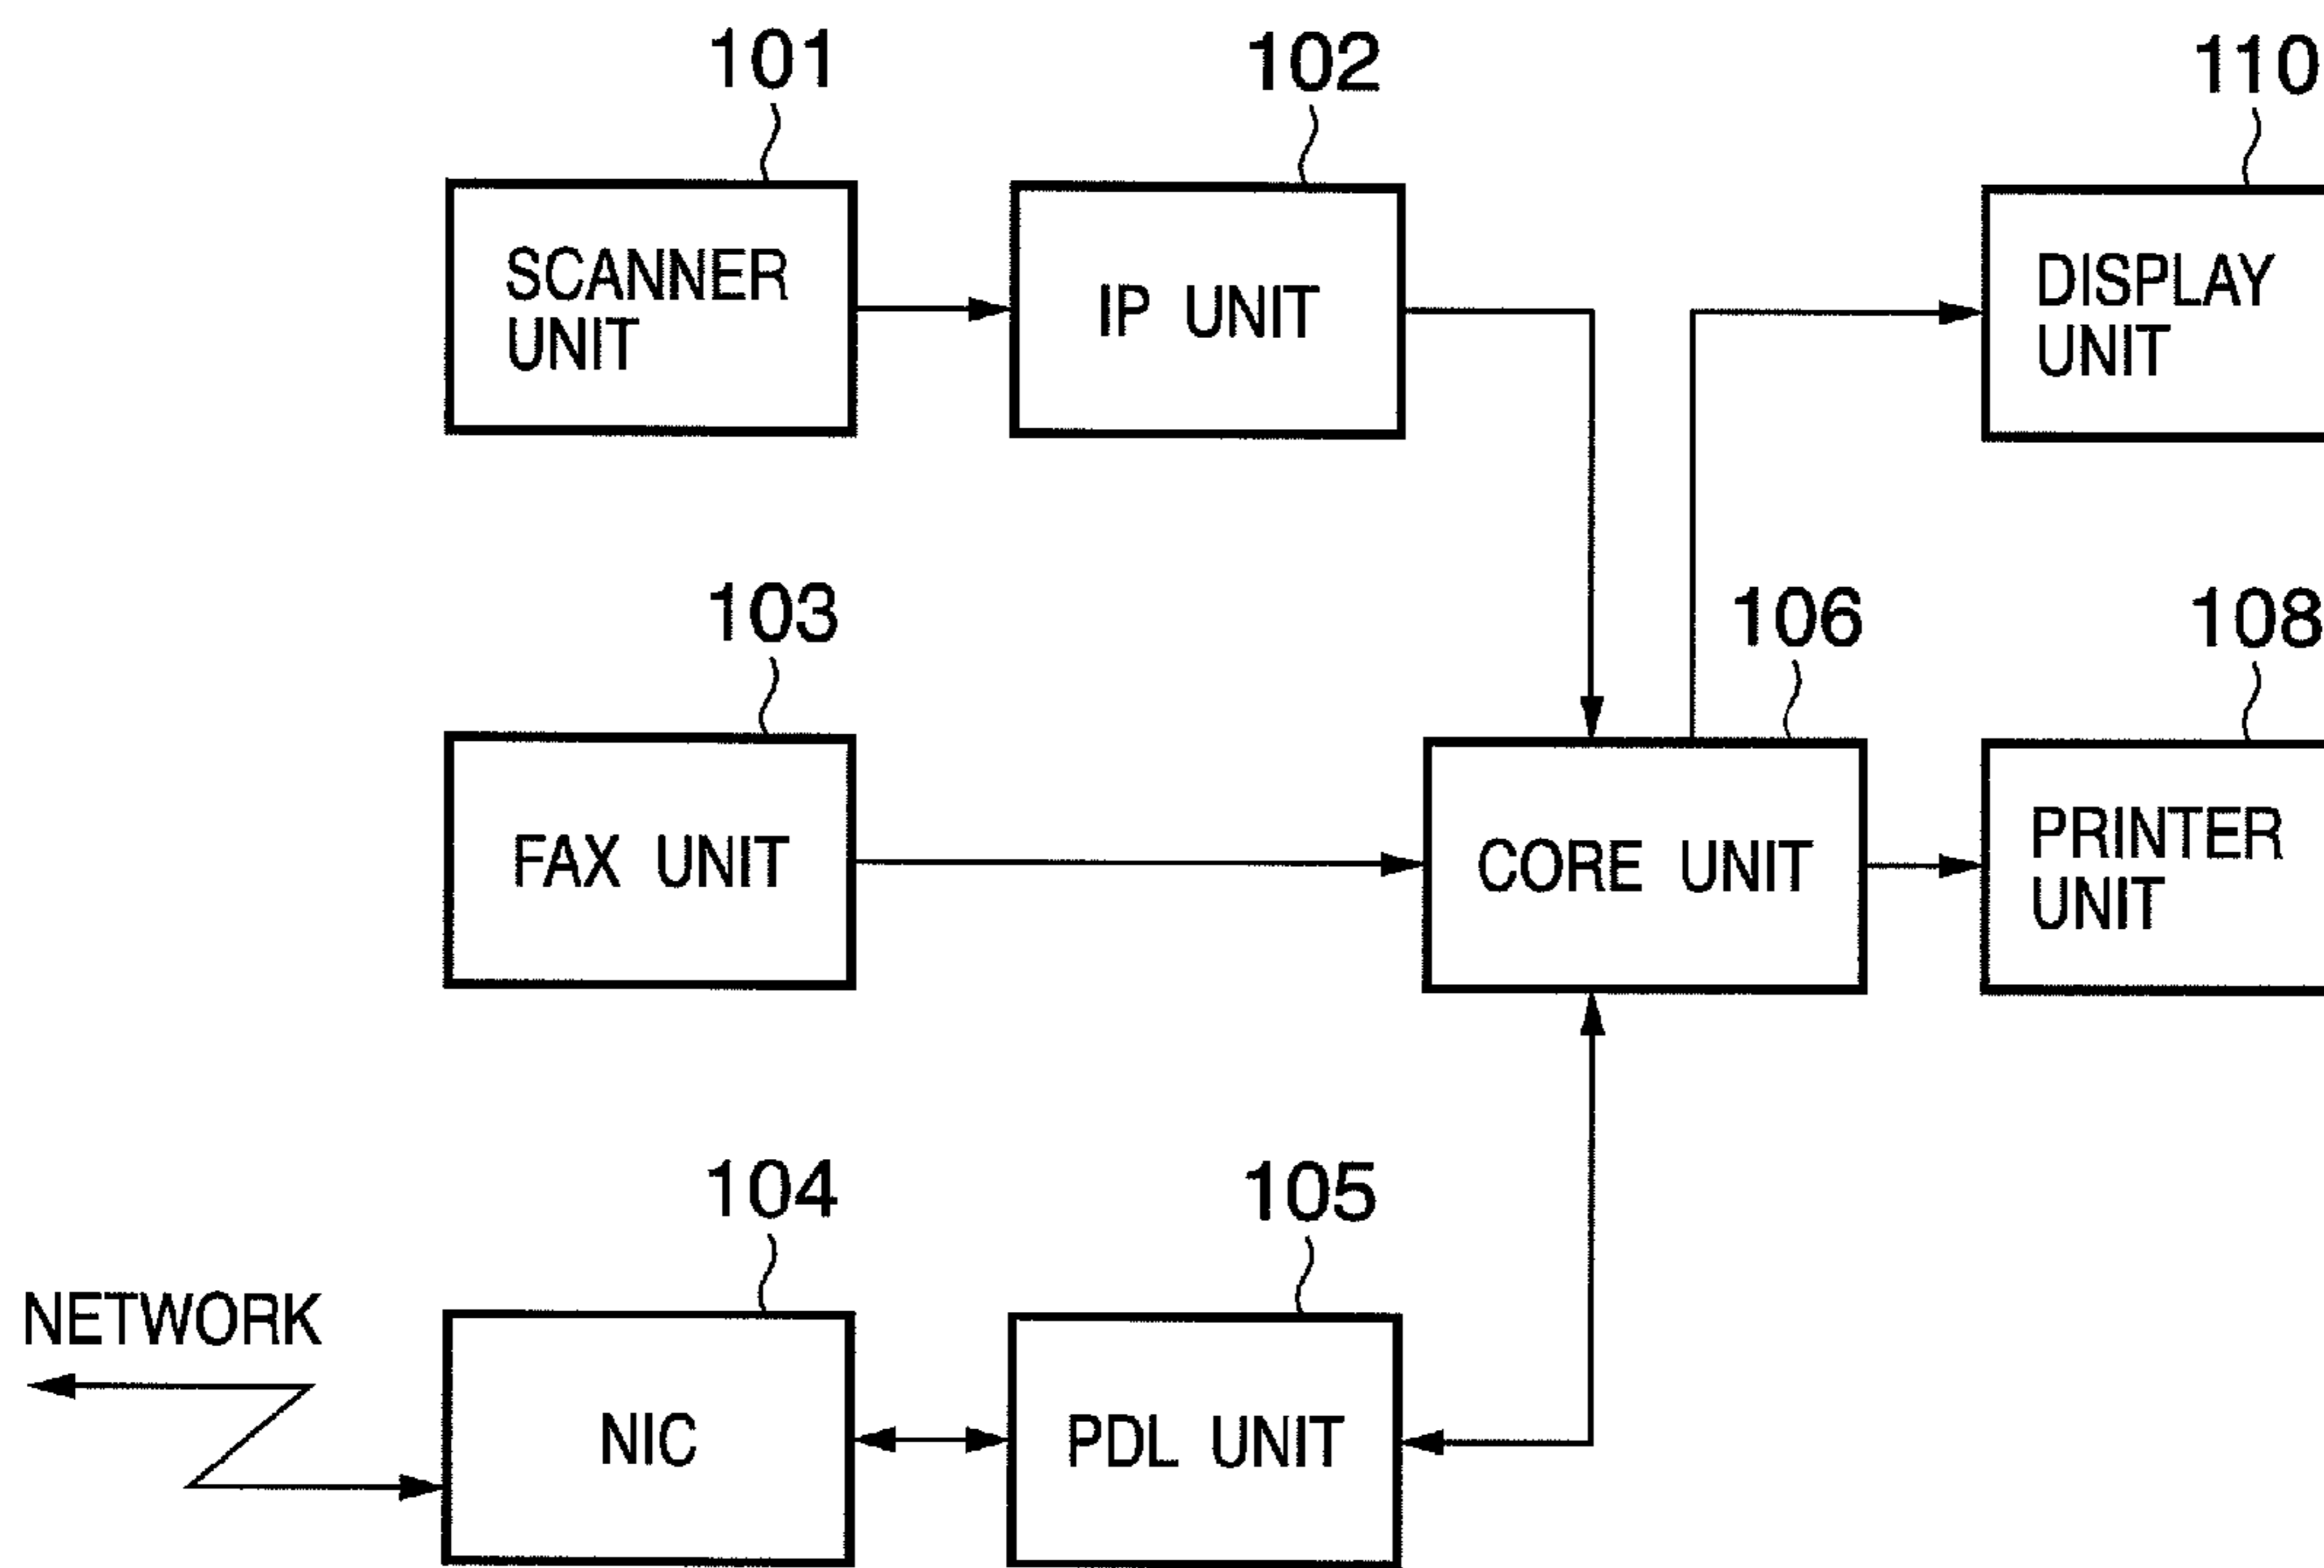 101
102
110
SCANNER
UNIT
IP UNIT
DISPLAY
UNIT
103
106
108
FAX UNIT
CORE UNIT
PRINTER
UNIT
104
105
NETWORK
NIC
PDL UNIT